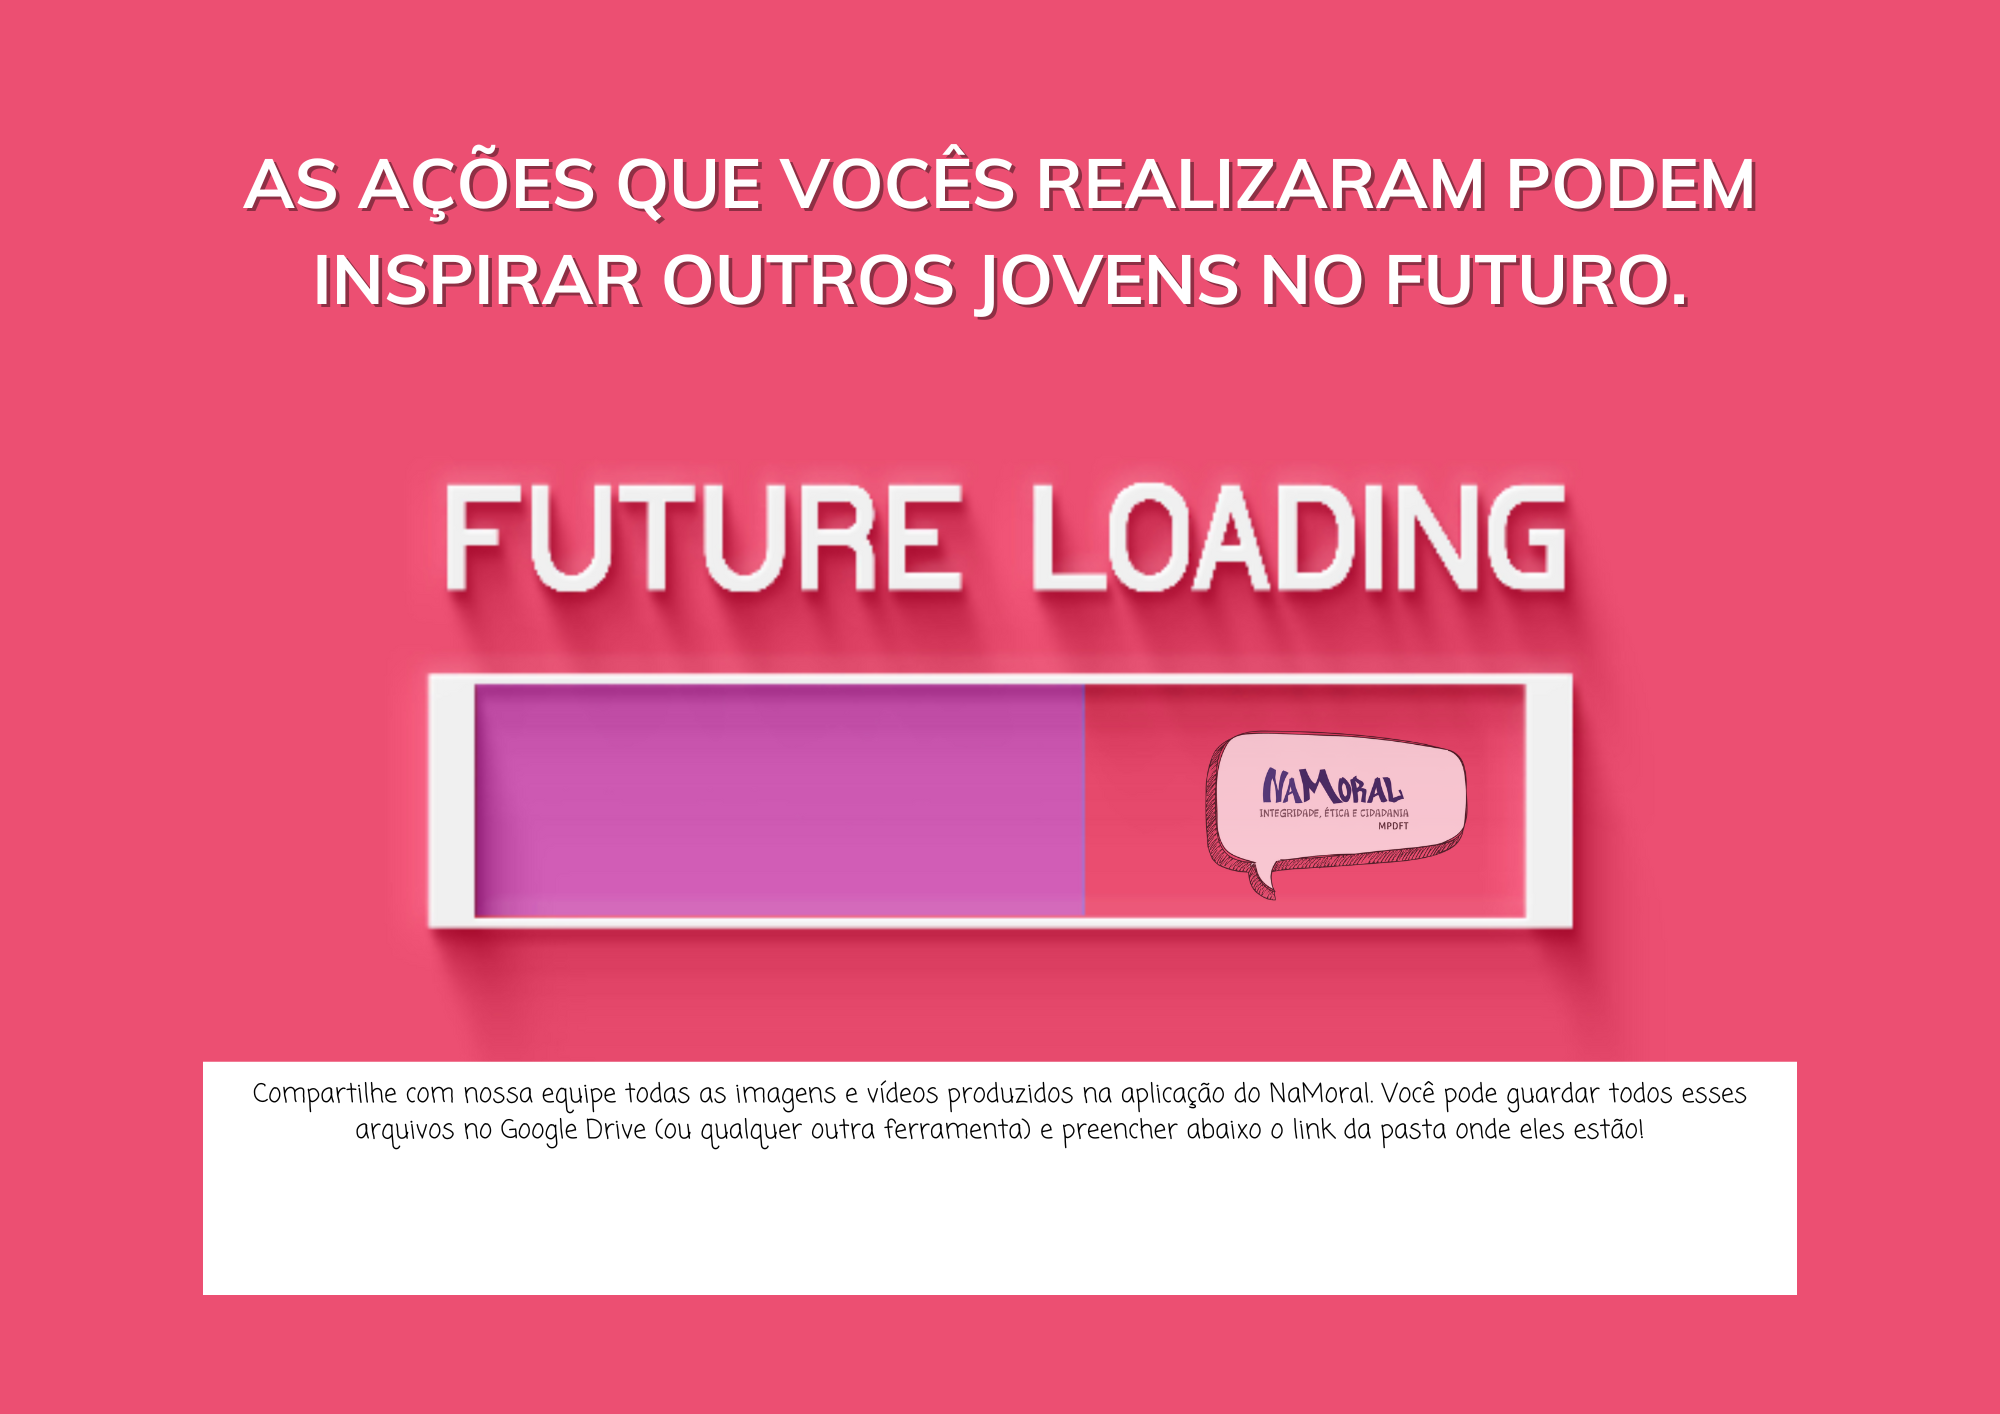 AS AÇÕES QUE VOCÊS REALIZARAM PODEM
INSPIRAR OUTROS JOVENS NO FUTURO.
FUTURE LOADING
NAMORAL
INTEGRIDADE, ÉTICA E CIDADANIA
MPDFT
Compartilhe com nossa equipe todas as imagens e vídeos produzidos na aplicação do NaMoral. Você pode guardar todos esses
arquivos no Google Drive (ou qualquer outra ferramenta) e preencher abaixo o link da pasta onde eles estão!